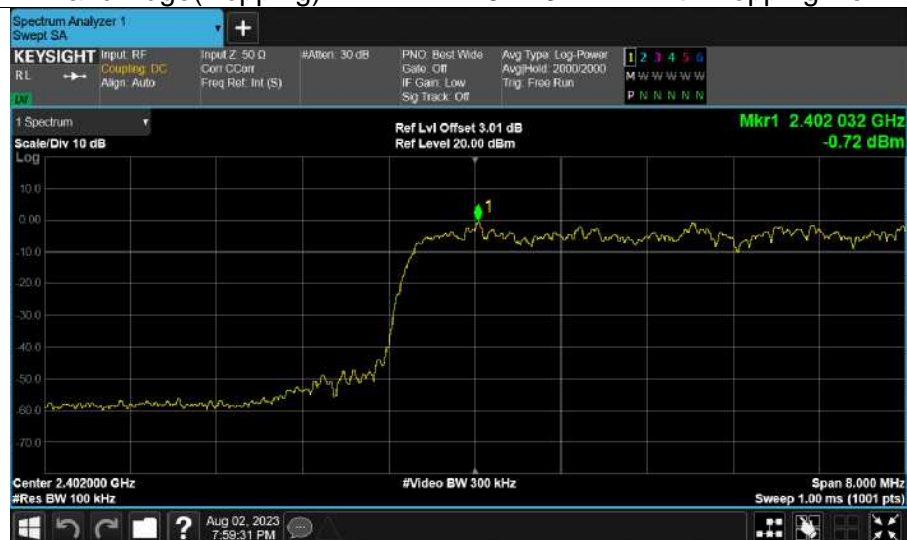 Spectrum Analyzer 1
Swept SA
+
KEYSIGHT
RL
Input: RF
Coupling: DC
Align: Auto
Input Z: 50 Ω
Corr CCorr
Freq Ref: Int (S)
#Atten: 30 dB
PNO: Best Wide
Gate: Off
IF Gain: Low
Sig Track: Off
Avg Type: Log-Power
Avg|Hold: 2000/2000
Trig: Free Run
1 2 3 4 5 6
M W W W W W
P N N N N N
1 Spectrum
Scale/Div 10 dB
Log
Ref Lvl Offset 3.01 dB
Ref Level 20.00 dBm
Mkr1 2.402 032 GHz
-0.72 dBm
10.0
0.00
-10.0
-20.0
-30.0
-40.0
-50.0
-60.0
-70.0
1
Center 2.402000 GHz
#Res BW 100 kHz
#Video BW 300 kHz
Span 8.000 MHz
Sweep 1.00 ms (1001 pts)
?
Aug 02, 2023
7:59:31 PM